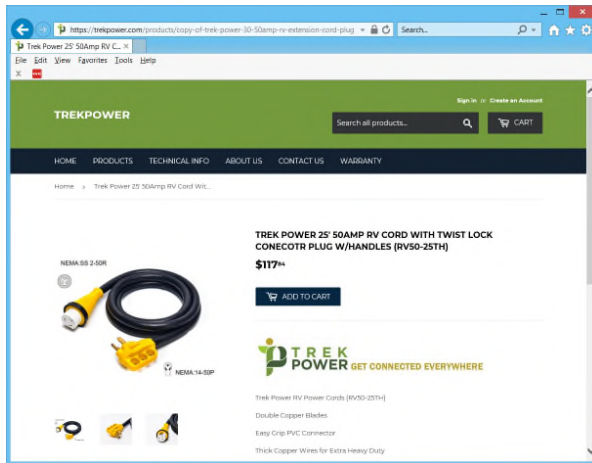 https://trekpower.com/products/copy-of-trek-power-30-50amp-rv-extension-cord-plug
Search...
Trek Power 25' 50Amp RV C...
File Edit View Favorites Tools Help
Sign in or Create an Account
TREKPOWER
Search all products...
CART
HOME PRODUCTS TECHNICAL INFO ABOUT US CONTACT US WARRANTY
Home > Trek Power 25' 50Amp RV Cord Wit...
TREK POWER 25' 50AMP RV CORD WITH TWIST LOCK
CONECOTR PLUG W/HANDLES (RV50-25TH)
$117 84
ADD TO CART
NEMA:SS 2-50R
NEMA:14-50P
TREK
POWER GET CONNECTED EVERYWHERE
Trek Power RV Power Cords (RV50-25TH)
Double Copper Blades
Easy Grip PVC Connector
Thick Copper Wires for Extra Heavy Duty